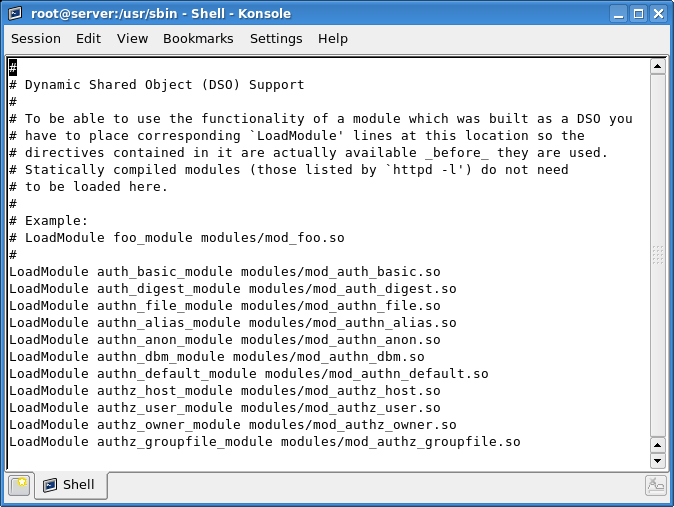 root@server:/usr/sbin - Shell - Konsole
Session Edit View Bookmarks Settings Help
#
# Dynamic Shared Object (DSO) Support
#
# To be able to use the functionality of a module which was built as a DSO you
# have to place corresponding `LoadModule' lines at this location so the
# directives contained in it are actually available _before_ they are used.
# Statically compiled modules (those listed by `httpd -l') do not need
# to be loaded here.
#
# Example:
# LoadModule foo_module modules/mod_foo.so
#
LoadModule auth_basic_module modules/mod_auth_basic.so
LoadModule auth_digest_module modules/mod_auth_digest.so
LoadModule authn_file_module modules/mod_authn_file.so
LoadModule authn_alias_module modules/mod_authn_alias.so
LoadModule authn_anon_module modules/mod_authn_anon.so
LoadModule authn_dbm_module modules/mod_authn_dbm.so
LoadModule authn_default_module modules/mod_authn_default.so
LoadModule authz_host_module modules/mod_authz_host.so
LoadModule authz_user_module modules/mod_authz_user.so
LoadModule authz_owner_module modules/mod_authz_owner.so
LoadModule authz_groupfile_module modules/mod_authz_groupfile.so
Shell